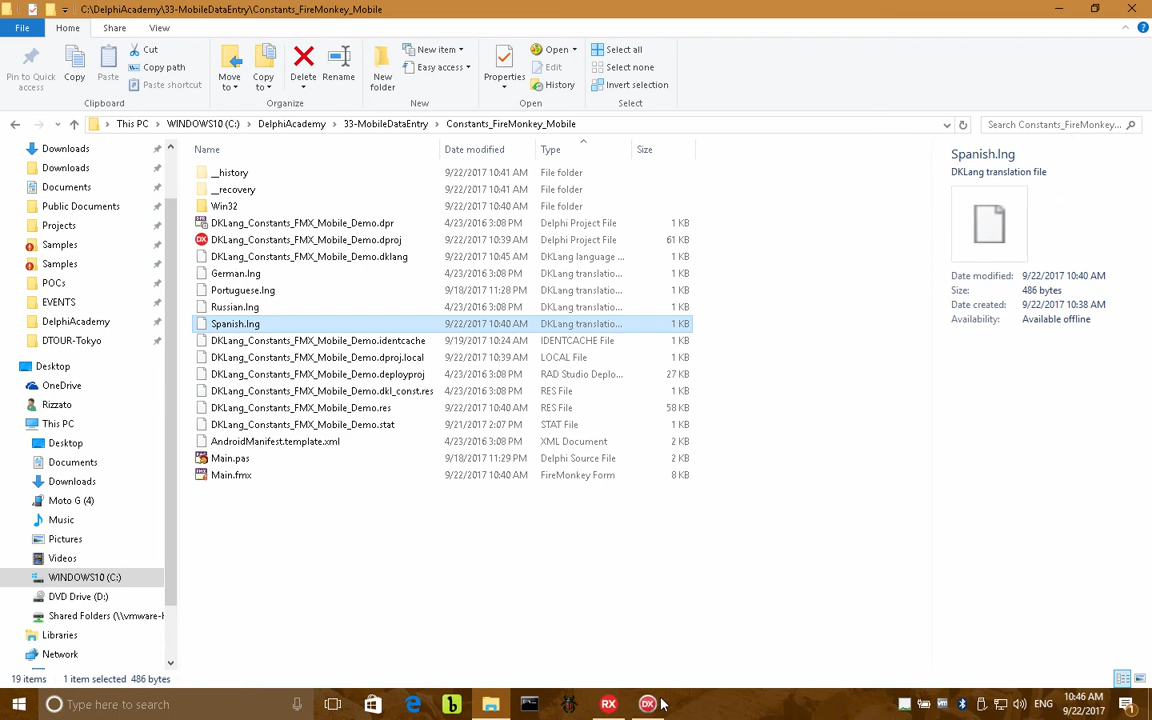 C:\DelphiAcademy\33-MobileDataEntry\Constants_FireMonkey_Mobile
File Home Share View
Pin to Quick access
Copy
Paste
Cut
Copy path
Paste shortcut
Clipboard
Move to
Copy to
Delete
Rename
Organize
New folder
New item
Easy access
New
Properties
Open
Edit
History
Open
Select all
Select none
Invert selection
Select
This PC > WINDOWS10 (C:) > DelphiAcademy > 33-MobileDataEntry > Constants_FireMonkey_Mobile
Search Constants_FireMonkey_...
Downloads
Downloads
Documents
Public Documents
Projects
Samples
Samples
POCs
EVENTS
DelphiAcademy
DTOUR-Tokyo
Desktop
OneDrive
Rizzato
This PC
Desktop
Documents
Downloads
Moto G (4)
Music
Pictures
Videos
WINDOWS10 (C:)
DVD Drive (D:)
Shared Folders (\\vmware-H
Libraries
Network
Name Date modified Type Size
__history 9/22/2017 10:41 AM File folder
__recovery 9/22/2017 10:41 AM File folder
Win32 9/22/2017 10:40 AM File folder
DKLang_Constants_FMX_Mobile_Demo.dpr 4/23/2016 3:08 PM Delphi Project File 1 KB
DKLang_Constants_FMX_Mobile_Demo.dproj 9/22/2017 10:39 AM Delphi Project File 61 KB
DKLang_Constants_FMX_Mobile_Demo.dklang 9/22/2017 10:45 AM DKLang language ... 1 KB
German.lng 4/23/2016 3:08 PM DKLang translatio... 1 KB
Portuguese.lng 9/18/2017 11:28 PM DKLang translatio... 1 KB
Russian.lng 4/23/2016 3:08 PM DKLang translatio... 1 KB
Spanish.lng 9/22/2017 10:40 AM DKLang translatio... 1 KB
DKLang_Constants_FMX_Mobile_Demo.identcache 9/19/2017 10:24 AM IDENTCACHE File 1 KB
DKLang_Constants_FMX_Mobile_Demo.dproj.local 9/22/2017 10:39 AM LOCAL File 1 KB
DKLang_Constants_FMX_Mobile_Demo.deployproj 4/23/2016 3:08 PM RAD Studio Deplo... 27 KB
DKLang_Constants_FMX_Mobile_Demo.dkl_const.res 4/23/2016 3:08 PM RES File 1 KB
DKLang_Constants_FMX_Mobile_Demo.res 9/22/2017 10:40 AM RES File 58 KB
DKLang_Constants_FMX_Mobile_Demo.stat 9/21/2017 2:07 PM STAT File 1 KB
AndroidManifest.template.xml 4/23/2016 3:08 PM XML Document 2 KB
Main.pas 9/18/2017 11:29 PM Delphi Source File 2 KB
Main.fmx 9/22/2017 10:40 AM FireMonkey Form 8 KB
Spanish.lng
DKLang translation file
Date modified: 9/22/2017 10:40 AM
Size: 486 bytes
Date created: 9/22/2017 10:38 AM
Availability: Available offline
19 items 1 item selected 486 bytes
Type here to search
RX
DX
ENG
10:46 AM
9/22/2017
1